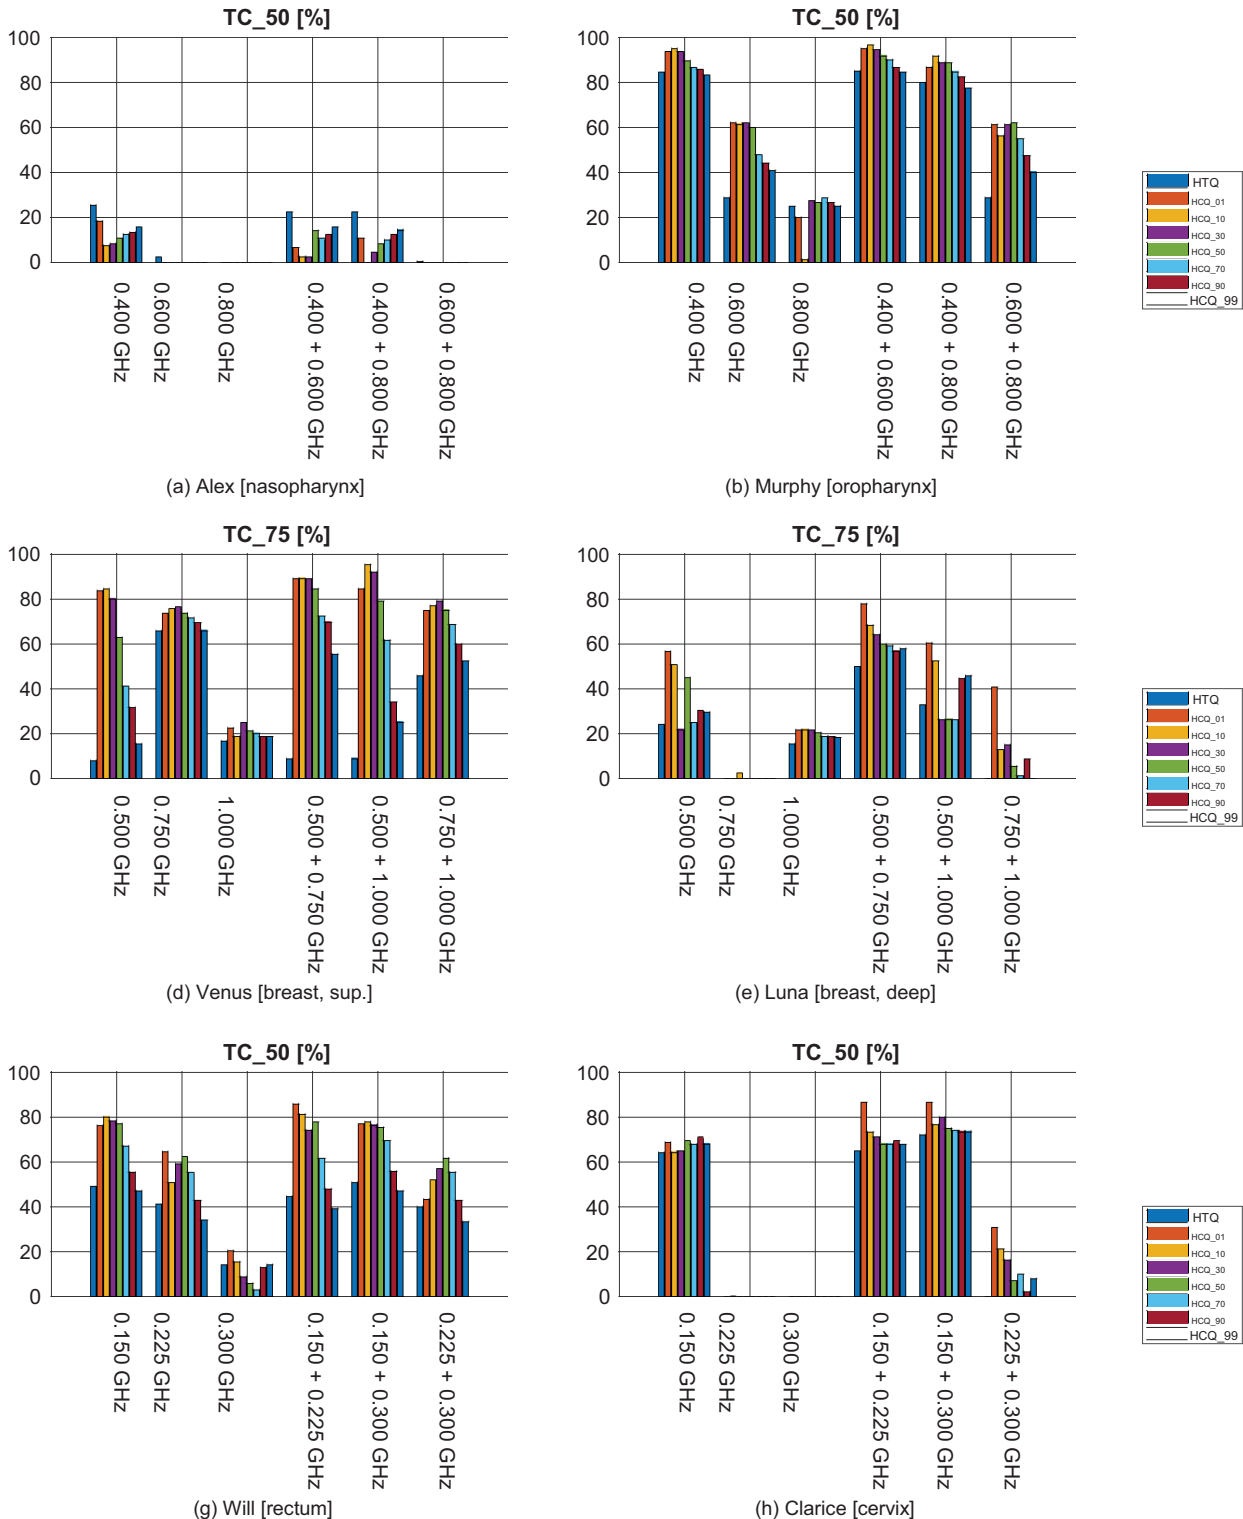 TC_50 [%]
100
80
60
40
20
0
0.400 GHz
0.600 GHz
0.800 GHz
0.400 + 0.600 GHz
0.400 + 0.800 GHz
0.600 + 0.800 GHz
(a) Alex [nasopharynx]
TC_50 [%]
100
80
60
40
20
0
0.400 GHz
0.600 GHz
0.800 GHz
0.400 + 0.600 GHz
0.400 + 0.800 GHz
0.600 + 0.800 GHz
(b) Murphy [oropharynx]
HTQ
HCQ_01
HCQ_10
HCQ_30
HCQ_50
HCQ_70
HCQ_90
HCQ_99
TC_75 [%]
100
80
60
40
20
0
0.500 GHz
0.750 GHz
1.000 GHz
0.500 + 0.750 GHz
0.500 + 1.000 GHz
0.750 + 1.000 GHz
(d) Venus [breast, sup.]
TC_75 [%]
100
80
60
40
20
0
0.500 GHz
0.750 GHz
1.000 GHz
0.500 + 0.750 GHz
0.500 + 1.000 GHz
0.750 + 1.000 GHz
(e) Luna [breast, deep]
HTQ
HCQ_01
HCQ_10
HCQ_30
HCQ_50
HCQ_70
HCQ_90
HCQ_99
TC_50 [%]
100
80
60
40
20
0
0.150 GHz
0.225 GHz
0.300 GHz
0.150 + 0.225 GHz
0.150 + 0.300 GHz
0.225 + 0.300 GHz
(g) Will [rectum]
TC_50 [%]
100
80
60
40
20
0
0.150 GHz
0.225 GHz
0.300 GHz
0.150 + 0.225 GHz
0.150 + 0.300 GHz
0.225 + 0.300 GHz
(h) Clarice [cervix]
HTQ
HCQ_01
HCQ_10
HCQ_30
HCQ_50
HCQ_70
HCQ_90
HCQ_99